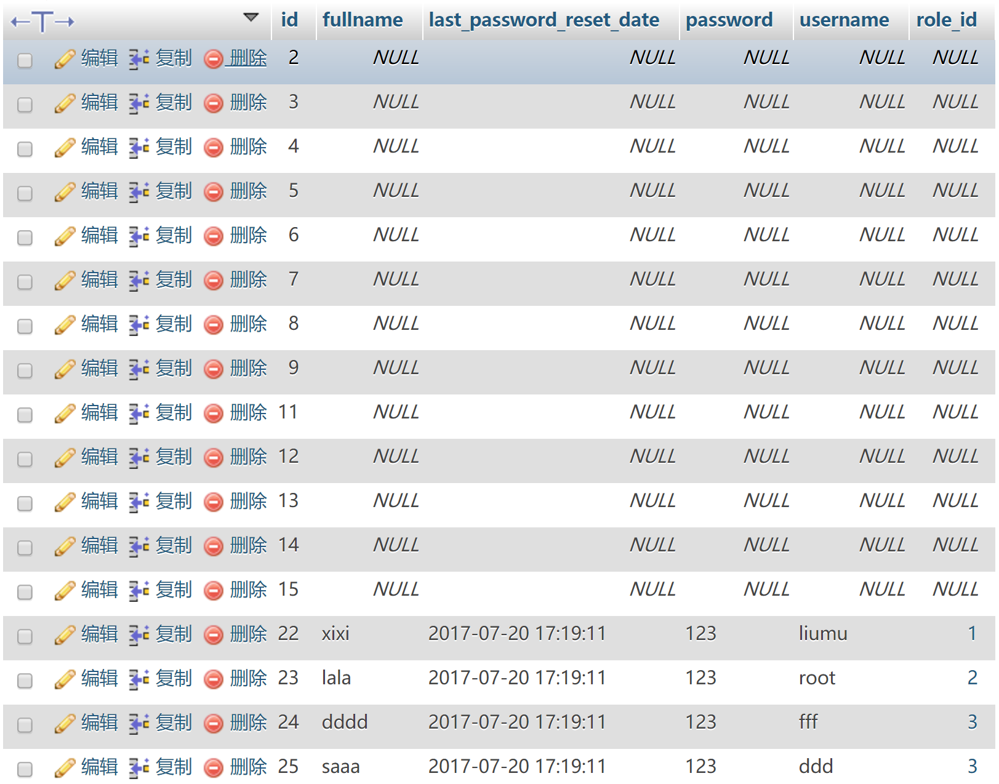 id fullname last_password_reset_date password username role_id
编辑 复制 删除 2 NULL NULL NULL NULL NULL
编辑 复制 删除 3 NULL NULL NULL NULL NULL
编辑 复制 删除 4 NULL NULL NULL NULL NULL
编辑 复制 删除 5 NULL NULL NULL NULL NULL
编辑 复制 删除 6 NULL NULL NULL NULL NULL
编辑 复制 删除 7 NULL NULL NULL NULL NULL
编辑 复制 删除 8 NULL NULL NULL NULL NULL
编辑 复制 删除 9 NULL NULL NULL NULL NULL
编辑 复制 删除 11 NULL NULL NULL NULL NULL
编辑 复制 删除 12 NULL NULL NULL NULL NULL
编辑 复制 删除 13 NULL NULL NULL NULL NULL
编辑 复制 删除 14 NULL NULL NULL NULL NULL
编辑 复制 删除 15 NULL NULL NULL NULL NULL
编辑 复制 删除 22 xixi 2017-07-20 17:19:11 123 liumu 1
编辑 复制 删除 23 lala 2017-07-20 17:19:11 123 root 2
编辑 复制 删除 24 dddd 2017-07-20 17:19:11 123 fff 3
编辑 复制 删除 25 saaa 2017-07-20 17:19:11 123 ddd 3